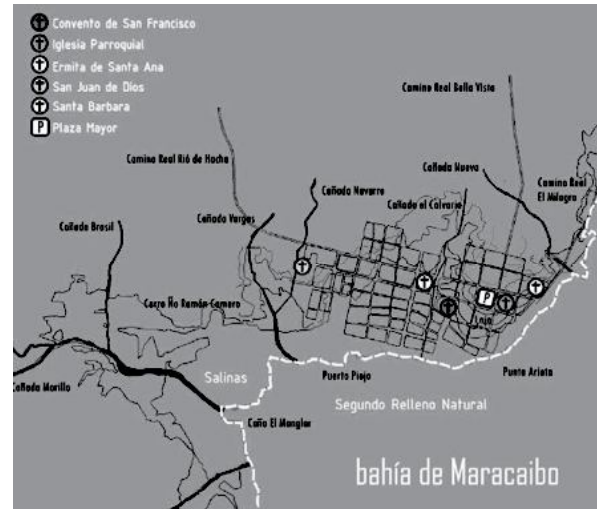 Convento de San Francisco
Iglesia Parroquial
Ermita de Santa Ana
San Juan de Dios
Santa Barbara
P Plaza Mayor
Camino Real Bella Vista
Camino Real Rió de Hacha
Cañada Nueva
Camino Real
El Milagro
Cañada Navarro
Cañada el Calvario
Cañada Vargas
Cañada Brasil
Cerro Ño Ramón Camero
P
Cañada Morillo
Salinas
Puerto Piojo
Punta Arieta
Segundo Relleno Natural
Caño El Manglar
bahía de Maracaibo